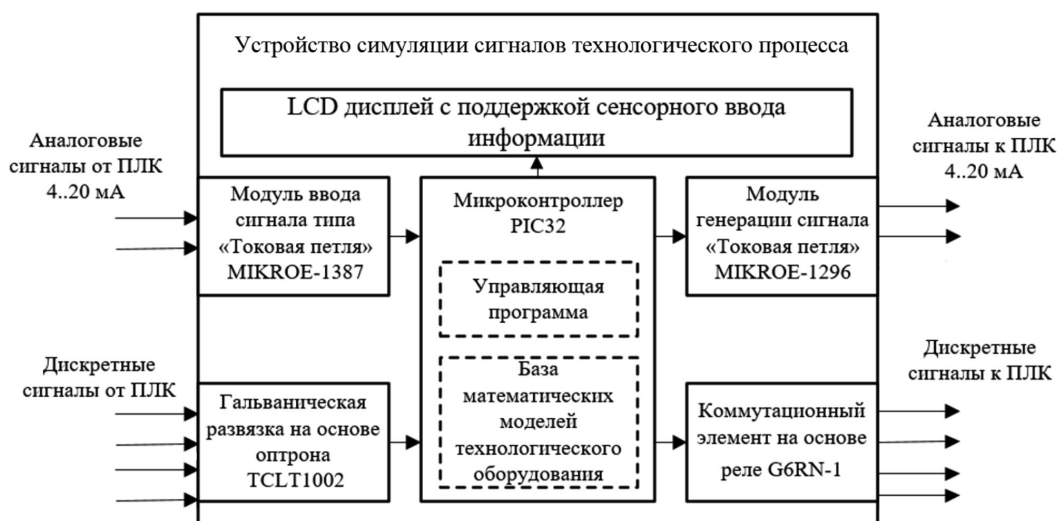 Устройство симуляции сигналов технологического процесса
LCD дисплей с поддержкой сенсорного ввода
информации
Аналоговые
сигналы от ПЛК
4..20 мА
Модуль ввода
сигнала типа
«Токовая петля»
MIKROE-1387
Микроконтроллер
PIC32
Управляющая
программа
База
математических
моделей
технологического
оборудования
Модуль
генерации сигнала
«Токовая петля»
MIKROE-1296
Аналоговые
сигналы к ПЛК
4..20 мА
Дискретные
сигналы от ПЛК
Гальваническая
развязка на основе
оптрона
TCLT1002
Коммутационный
элемент на основе
реле G6RN-1
Дискретные
сигналы к ПЛК